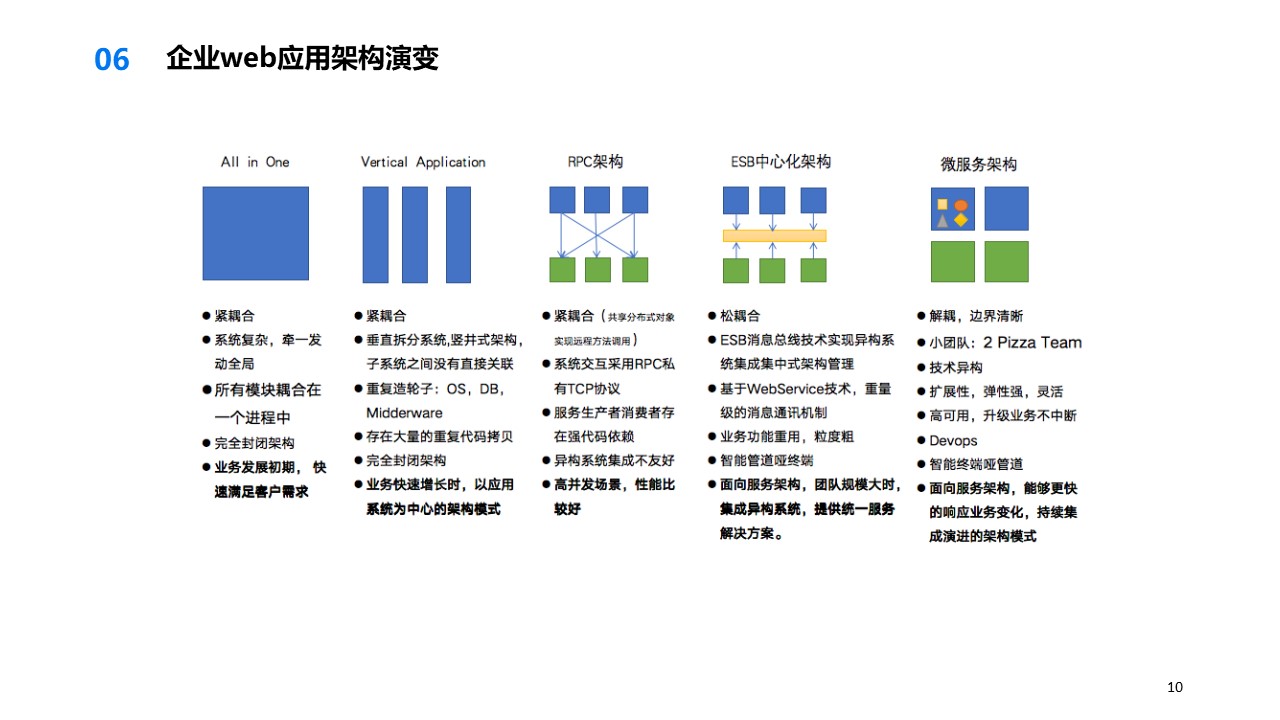 06 企业web应用架构演变
All in One
● 紧耦合
● 系统复杂，牵一发
动全局
● 所有模块耦合在
一个进程中
● 完全封闭架构
● 业务发展初期， 快
速满足客户需求
Vertical Application
● 紧耦合
● 垂直拆分系统,竖井式架构，
子系统之间没有直接关联
● 重复造轮子：OS，DB，
Midderware
● 存在大量的重复代码拷贝
● 完全封闭架构
● 业务快速增长时，以应用
系统为中心的架构模式
RPC架构
● 紧耦合（共享分布式对象
实现远程方法调用）
● 系统交互采用RPC私
有TCP协议
● 服务生产者消费者存
在强代码依赖
● 异构系统集成不友好
● 高并发场景，性能比
较好
ESB中心化架构
● 松耦合
● ESB消息总线技术实现异构系
统集成集中式架构管理
● 基于WebService技术，重量
级的消息通讯机制
● 业务功能重用，粒度粗
● 智能管道哑终端
● 面向服务架构，团队规模大时，
集成异构系统，提供统一服务
解决方案。
微服务架构
● 解耦，边界清晰
● 小团队：2 Pizza Team
● 技术异构
● 扩展性，弹性强，灵活
● 高可用，升级业务不中断
● Devops
● 智能终端哑管道
● 面向服务架构，能够更快
的响应业务变化，持续集
成演进的架构模式
10